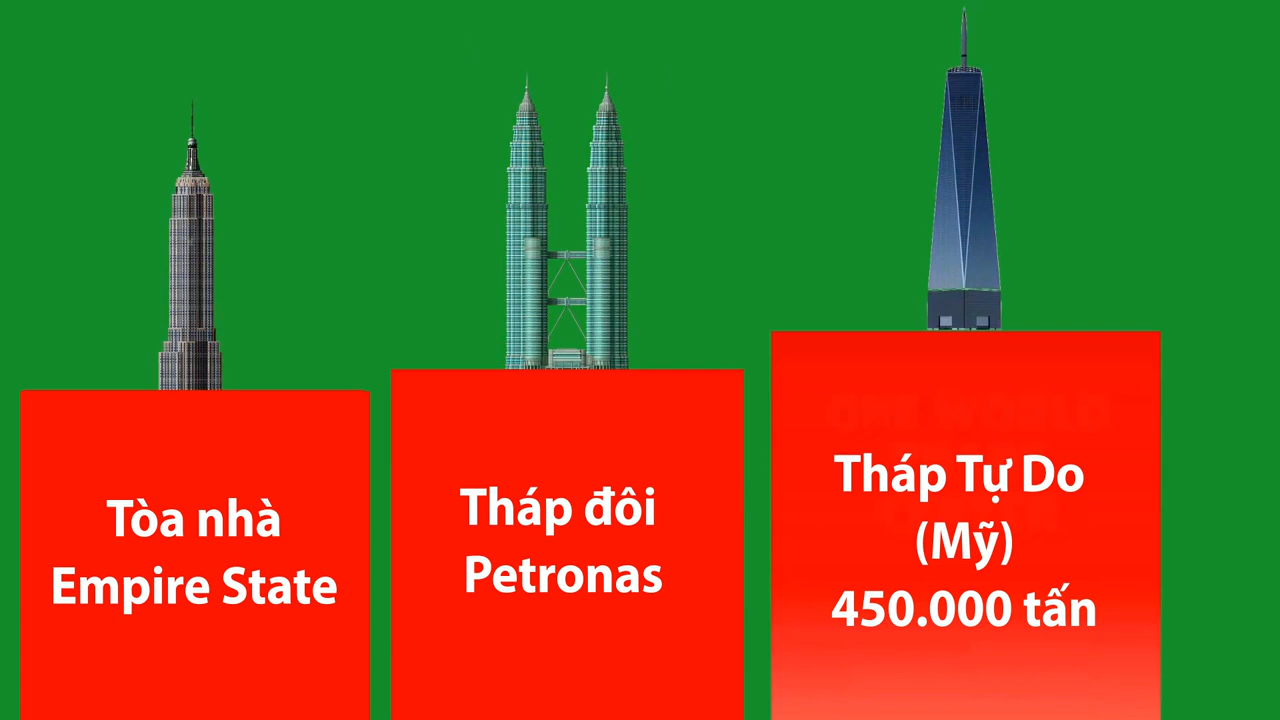 Tòa nhà
Empire State
Tháp đôi
Petronas
Tháp Tự Do
(Mỹ)
450.000 tấn